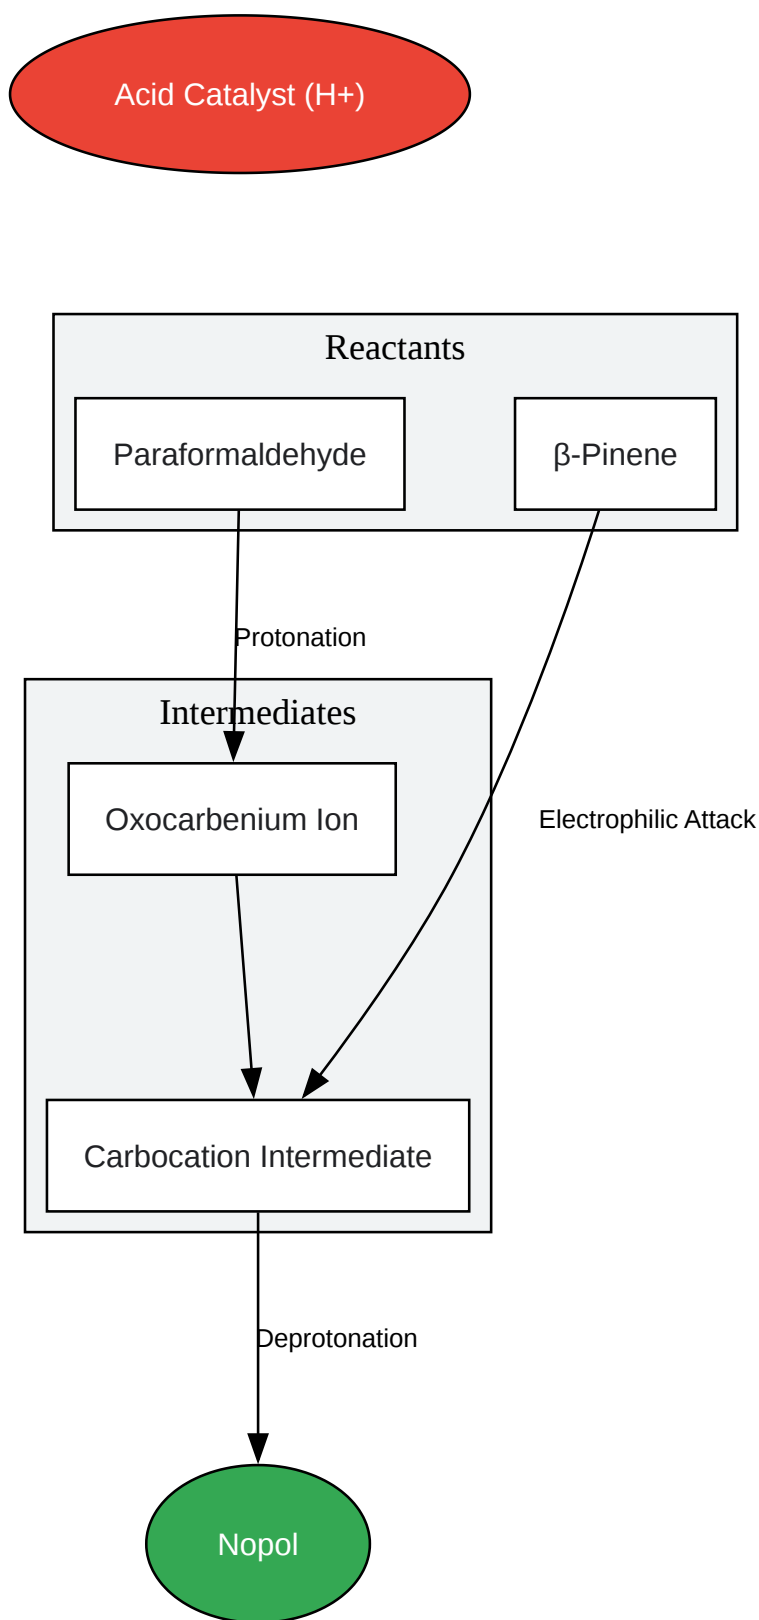 Acid Catalyst (H+)
Reactants
Paraformaldehyde
β-Pinene
Protonation
Intermediates
Oxocarbenium Ion
Electrophilic Attack
Carbocation Intermediate
Deprotonation
Nopol